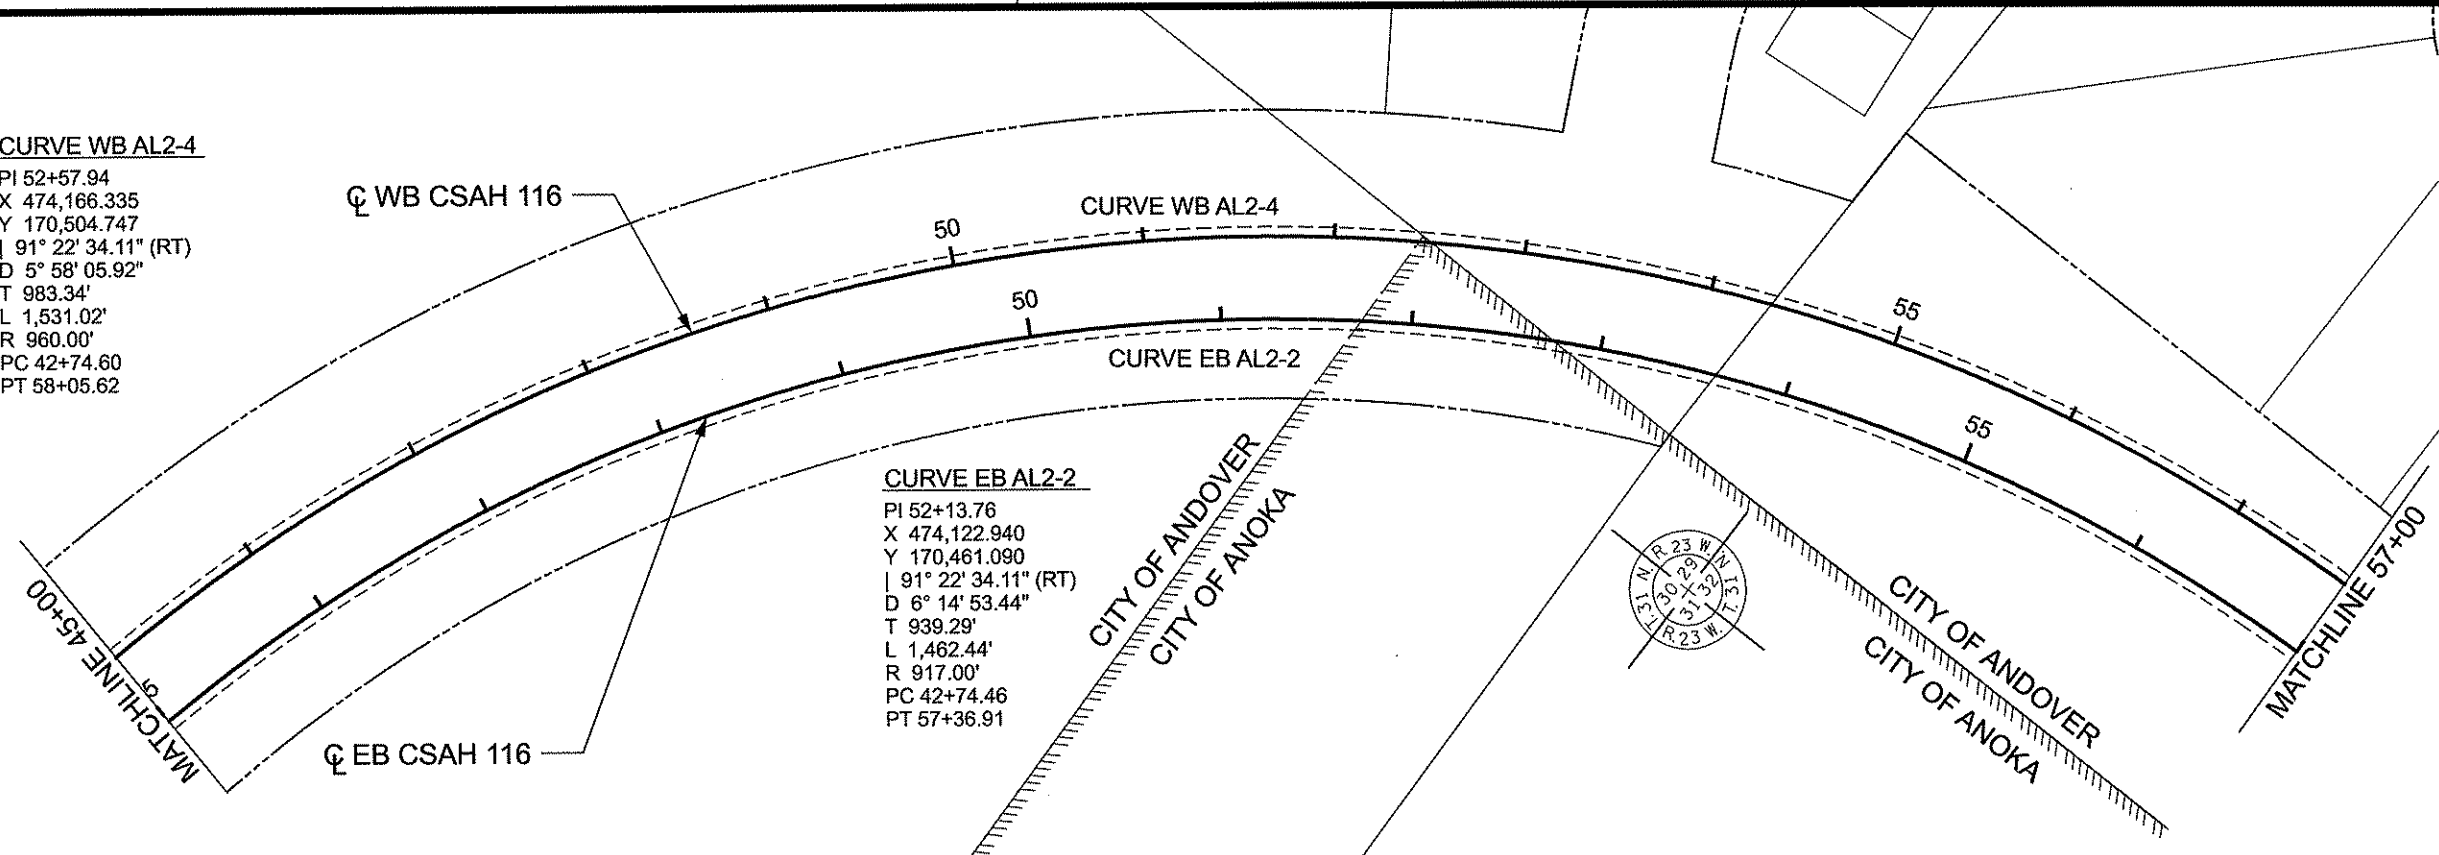 CURVE WB AL2-4
PI 52+57.94
X 474,166.335
Y 170,504.747
| 91° 22' 34.11" (RT)
D 5° 58' 05.92"
T 983.34'
L 1,531.02'
R 960.00'
PC 42+74.60
PT 58+05.62
℄ WB CSAH 116
50
CURVE WB AL2-4
55
50
CURVE EB AL2-2
55
CURVE EB AL2-2
PI 52+13.76
X 474,122.940
Y 170,461.090
| 91° 22' 34.11" (RT)
D 6° 14' 53.44"
T 939.29'
L 1,462.44'
R 917.00'
PC 42+74.46
PT 57+36.91
℄ EB CSAH 116
MATCHLINE 45+00
CITY OF ANDOVER
CITY OF ANOKA
R. 23 W.
T. 31 N.
30 29
31 32
T. 31 N.
R. 23 W.
CITY OF ANDOVER
CITY OF ANOKA
MATCHLINE 57+00